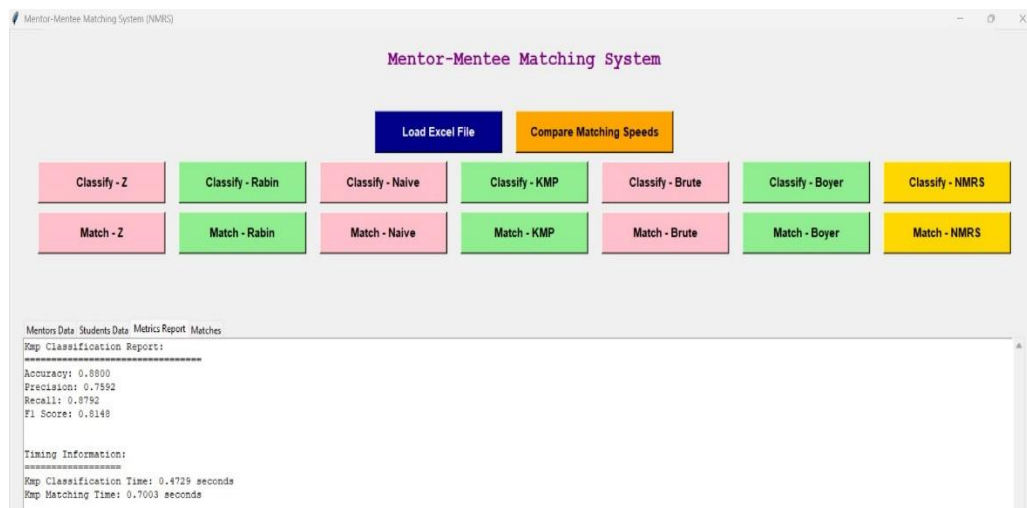 Mentor-Mentee Matching System (NMRS)
Mentor-Mentee Matching System
Load Excel File Compare Matching Speeds
Classify - Z Classify - Rabin Classify - Naive Classify - KMP Classify - Brute Classify - Boyer Classify - NMRS
Match - Z Match - Rabin Match - Naive Match - KMP Match - Brute Match - Boyer Match - NMRS
Mentors Data Students Data Metrics Report Matches
Kmp Classification Report:
=================================
Accuracy: 0.8800
Precision: 0.7592
Recall: 0.8792
F1 Score: 0.8148
Timing Information:
==================
Kmp Classification Time: 0.4729 seconds
Kmp Matching Time: 0.7003 seconds